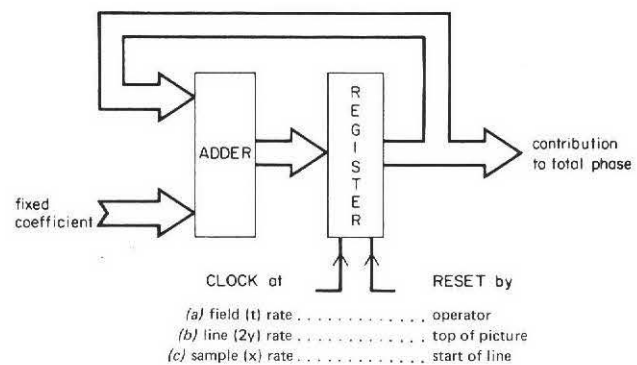 ADDER
REGISTER
contribution
to total phase
fixed
coefficient
CLOCK at
RESET by
(a) field (t) rate . . . . . . . . . . . . operator
(b) line (2y) rate . . . . . . . . . . . . top of picture
(c) sample (x) rate . . . . . . . . . . . . start of line